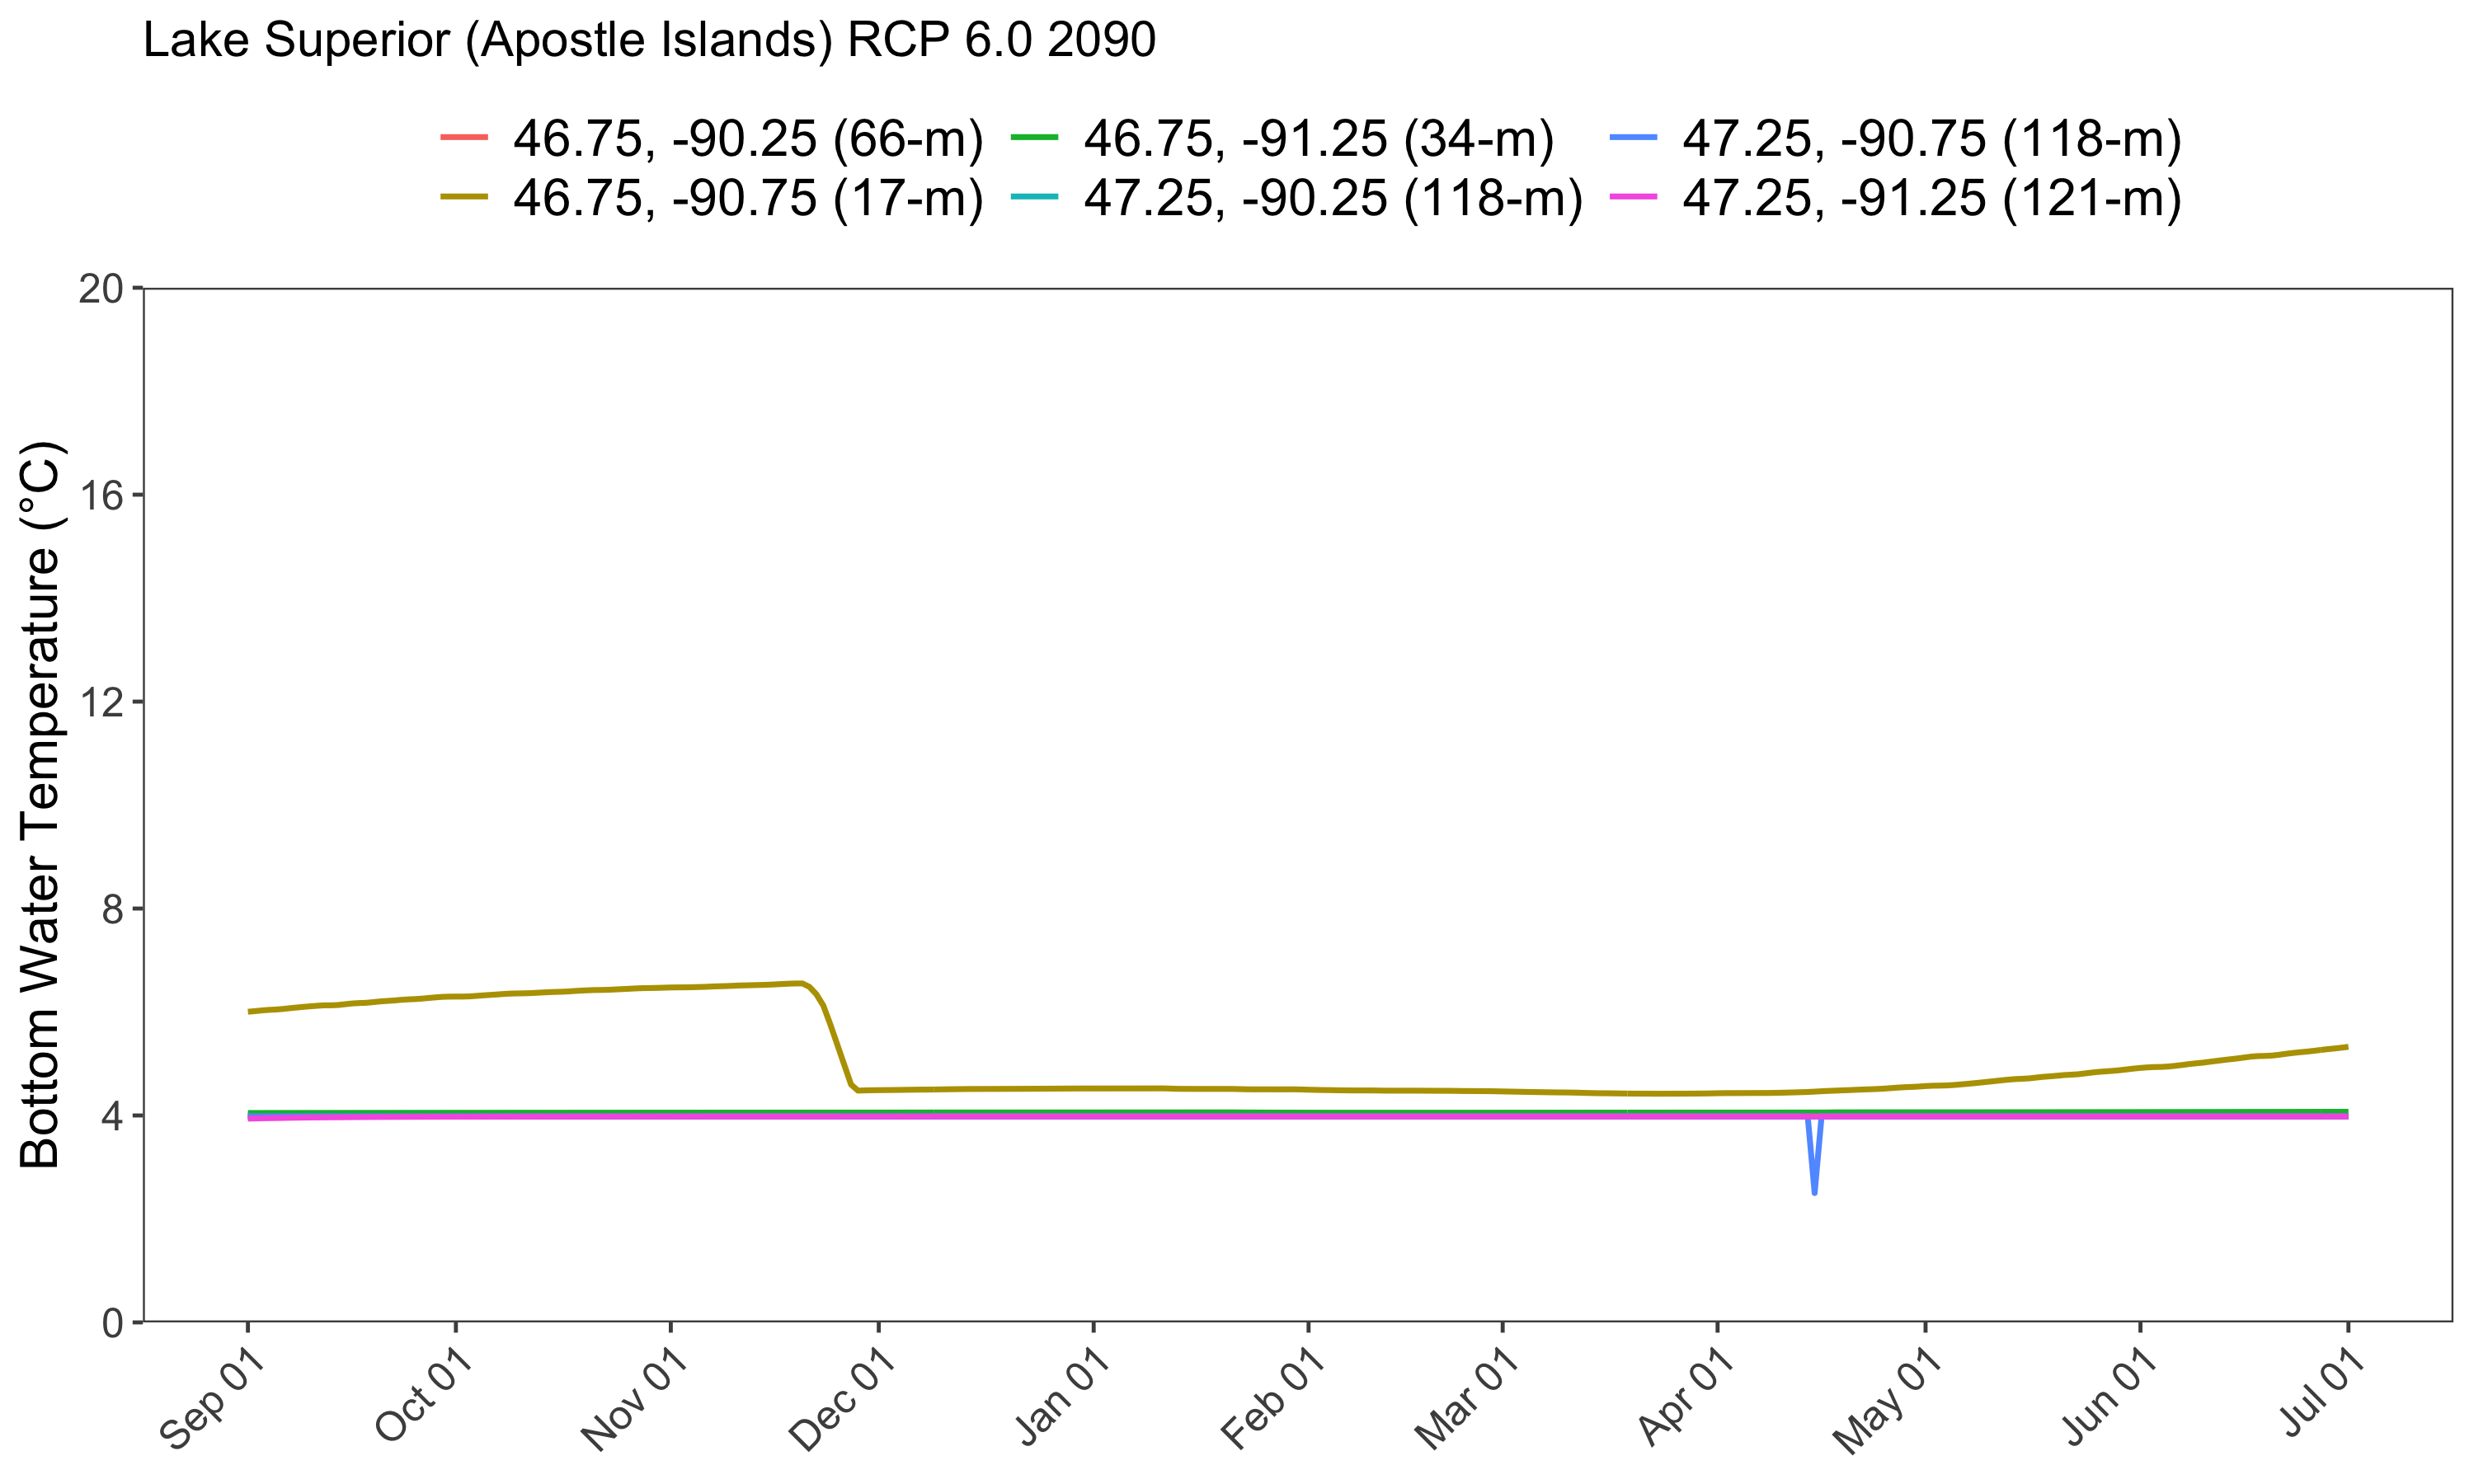 Lake Superior (Apostle Islands) RCP 6.0 2090
46.75, -90.25 (66-m) 46.75, -91.25 (34-m) 47.25, -90.75 (118-m)
46.75, -90.75 (17-m) 47.25, -90.25 (118-m) 47.25, -91.25 (121-m)
Bottom Water Temperature (°C)
20
16
12
8
4
0
Sep 01 Oct 01 Nov 01 Dec 01 Jan 01 Feb 01 Mar 01 Apr 01 May 01 Jun 01 Jul 01